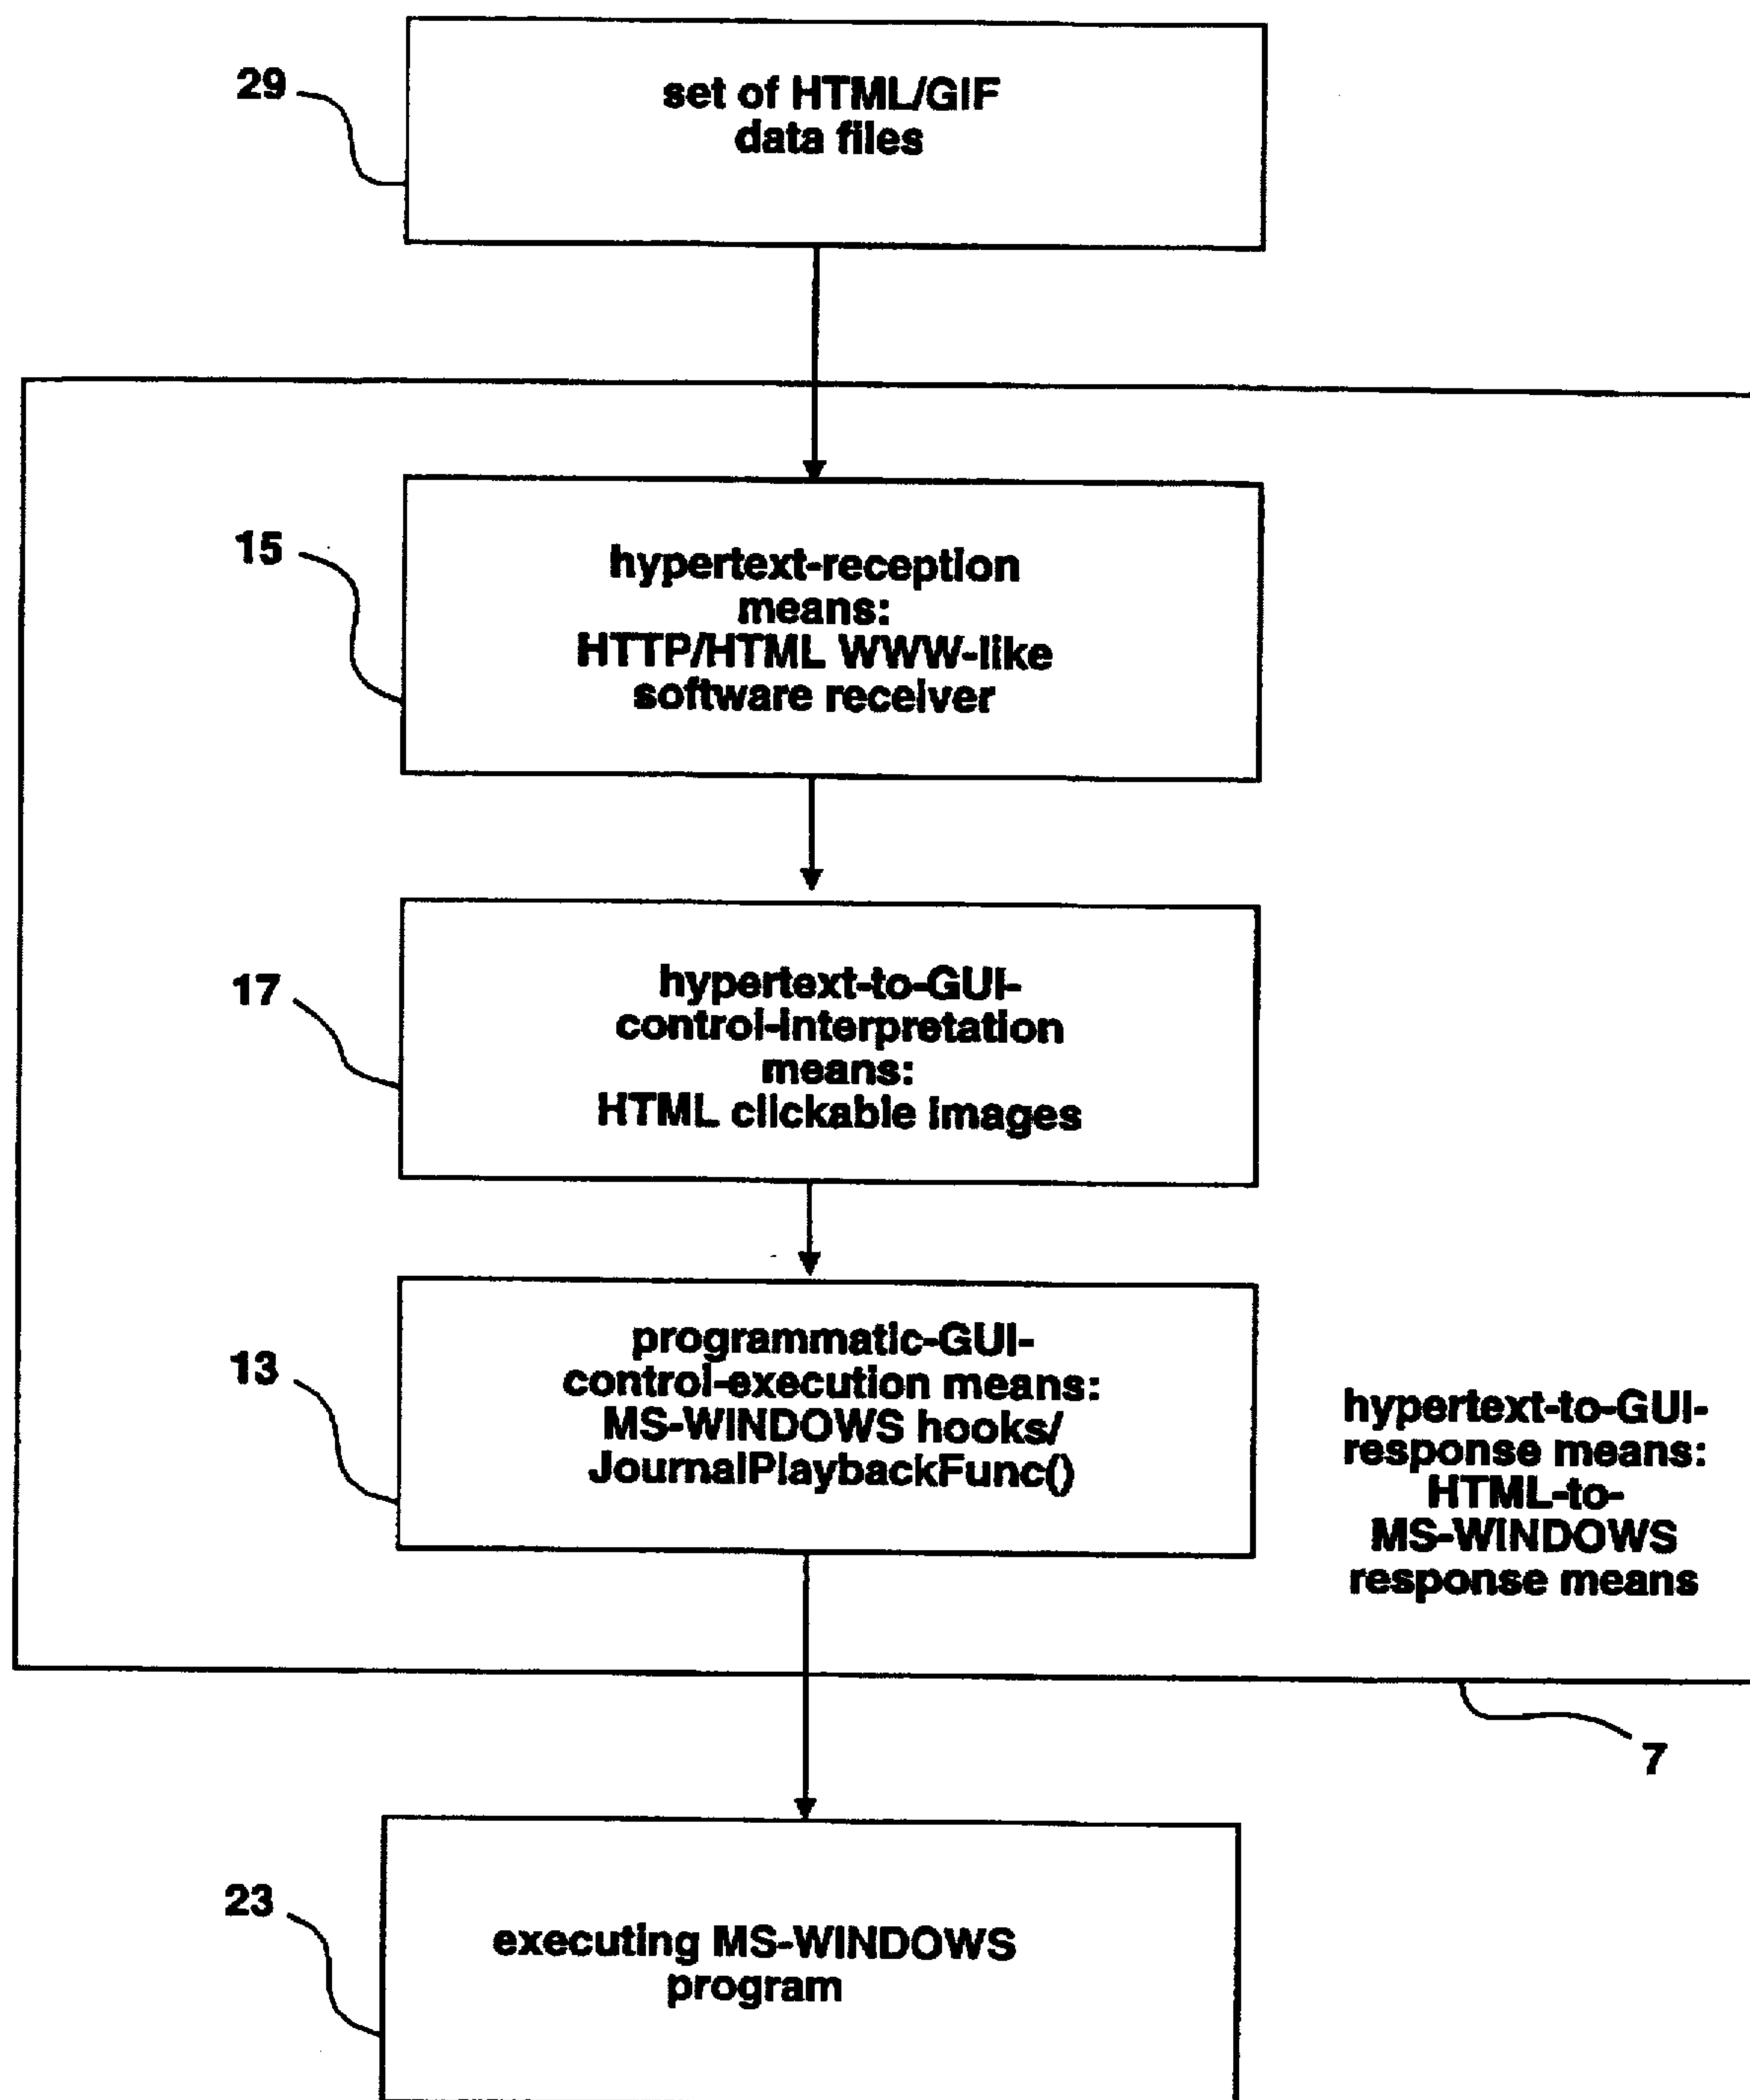 29
set of HTML/GIF
data files
15
hypertext-reception
means:
HTTP/HTML WWW-like
software receiver
17
hypertext-to-GUI-
control-interpretation
means:
HTML clickable images
13
programmatic-GUI-
control-execution means:
MS-WINDOWS hooks/
JournalPlaybackFunc()
hypertext-to-GUI-
response means:
HTML-to-
MS-WINDOWS
response means
7
23
executing MS-WINDOWS
program